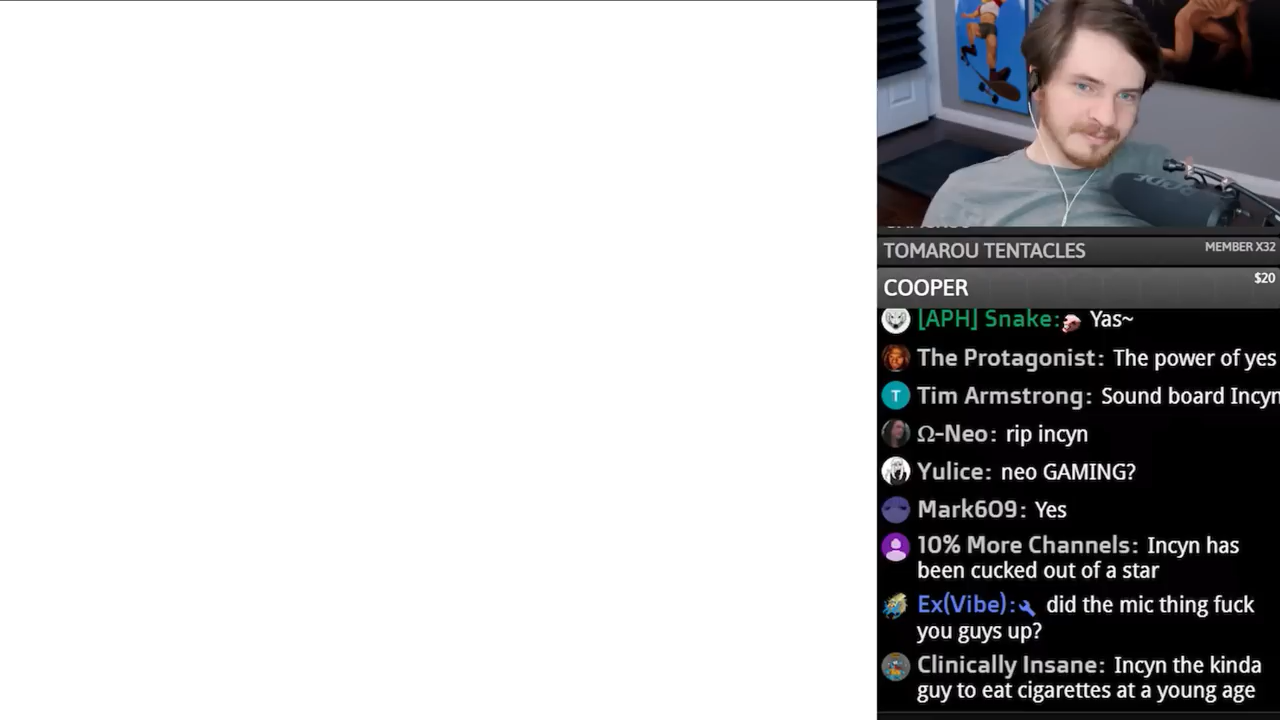 TOMAROU TENTACLES MEMBER X32
COOPER $20
[APH] Snake: Yas~
The Protagonist: The power of yes
Tim Armstrong: Sound board Incyn
Ω-Neo: rip incyn
Yulice: neo GAMING?
Mark6O9: Yes
10% More Channels: Incyn has
been cucked out of a star
Ex(Vibe): did the mic thing fuck
you guys up?
Clinically Insane: Incyn the kinda
guy to eat cigarettes at a young age